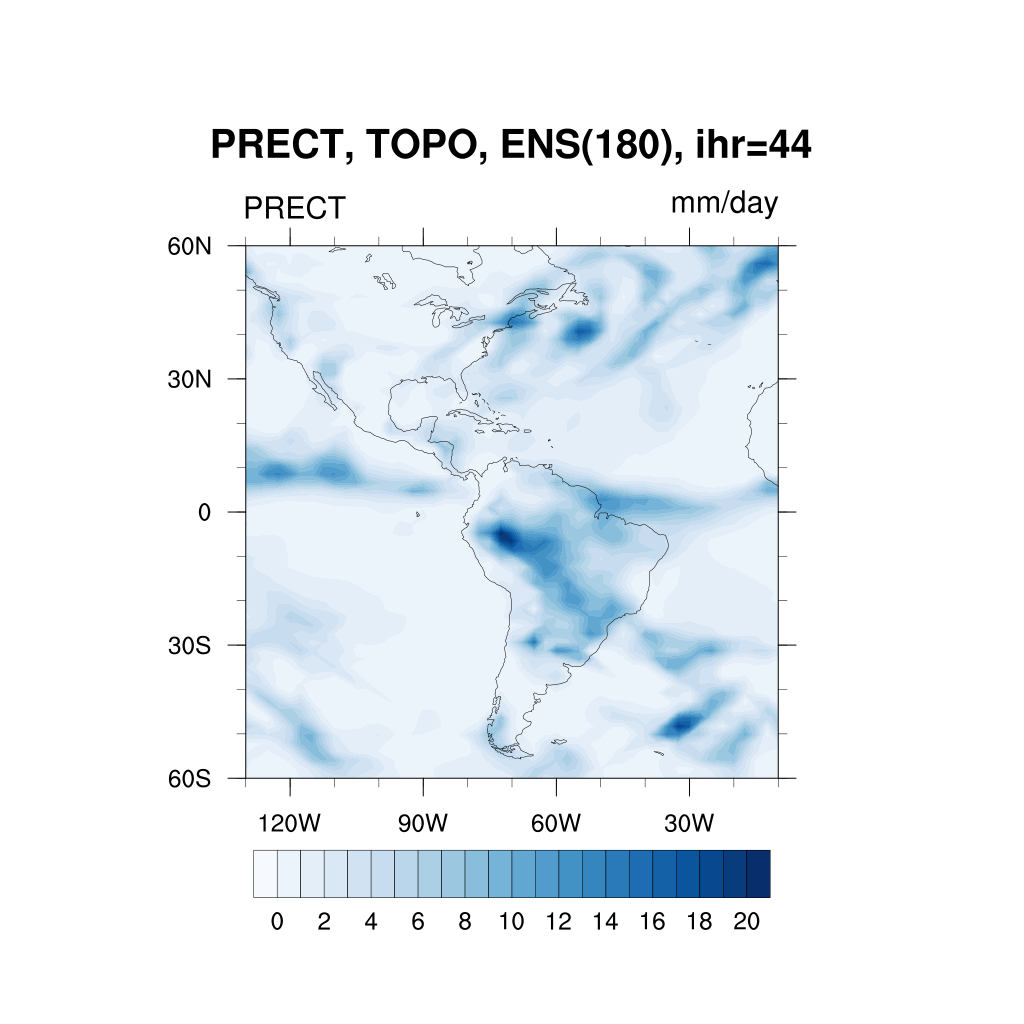 PRECT, TOPO, ENS(180), ihr=44
PRECT mm/day
60N
30N
0
30S
60S
120W 90W 60W 30W
0 2 4 6 8 10 12 14 16 18 20